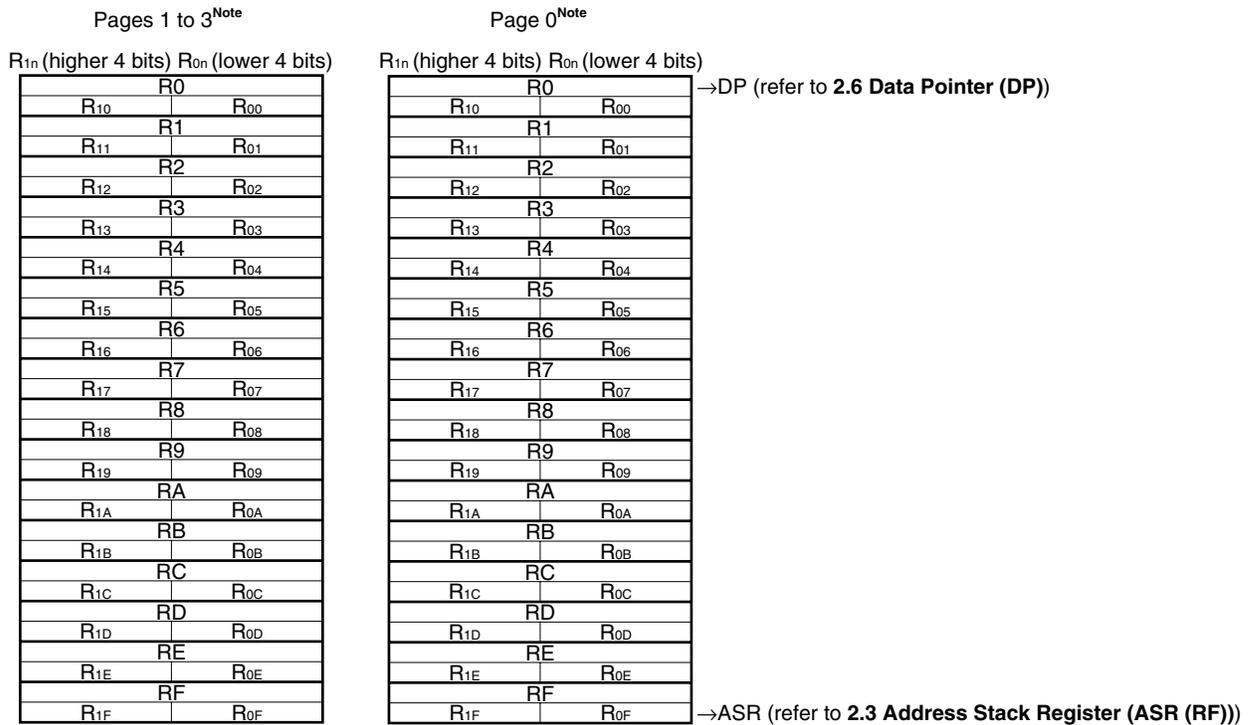 Pages 1 to 3Note
Page 0Note
R1n (higher 4 bits) R0n (lower 4 bits)
R1n (higher 4 bits) R0n (lower 4 bits)
R0
R0
→DP (refer to 2.6 Data Pointer (DP))
R10 R00
R10 R00
R1
R1
R11 R01
R11 R01
R2
R2
R12 R02
R12 R02
R3
R3
R13 R03
R13 R03
R4
R4
R14 R04
R14 R04
R5
R5
R15 R05
R15 R05
R6
R6
R16 R06
R16 R06
R7
R7
R17 R07
R17 R07
R8
R8
R18 R08
R18 R08
R9
R9
R19 R09
R19 R09
RA
RA
R1A R0A
R1A R0A
RB
RB
R1B R0B
R1B R0B
RC
RC
R1C R0C
R1C R0C
RD
RD
R1D R0D
R1D R0D
RE
RE
R1E R0E
R1E R0E
RF
RF
R1F R0F
R1F R0F
→ASR (refer to 2.3 Address Stack Register (ASR (RF)))